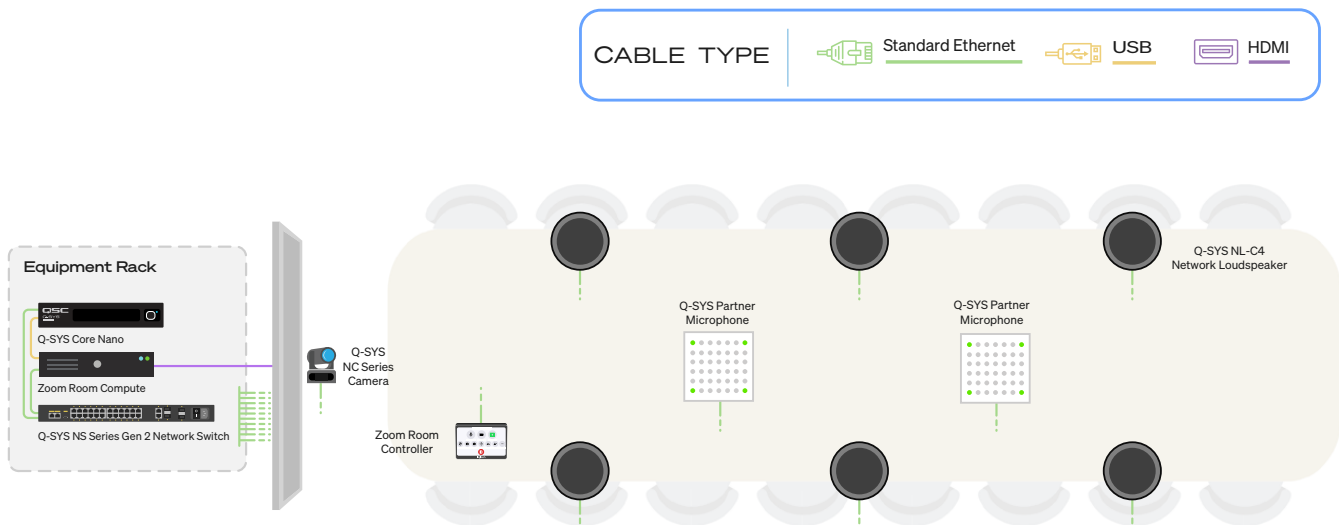 CABLE TYPE
Standard Ethernet
USB
HDMI
Equipment Rack
QSC
Q-SYS
Q-SYS Core Nano
Zoom Room Compute
Q-SYS NS Series Gen 2 Network Switch
Q-SYS
NC Series
Camera
Zoom Room
Controller
Q-SYS Partner
Microphone
Q-SYS Partner
Microphone
Q-SYS NL-C4
Network Loudspeaker